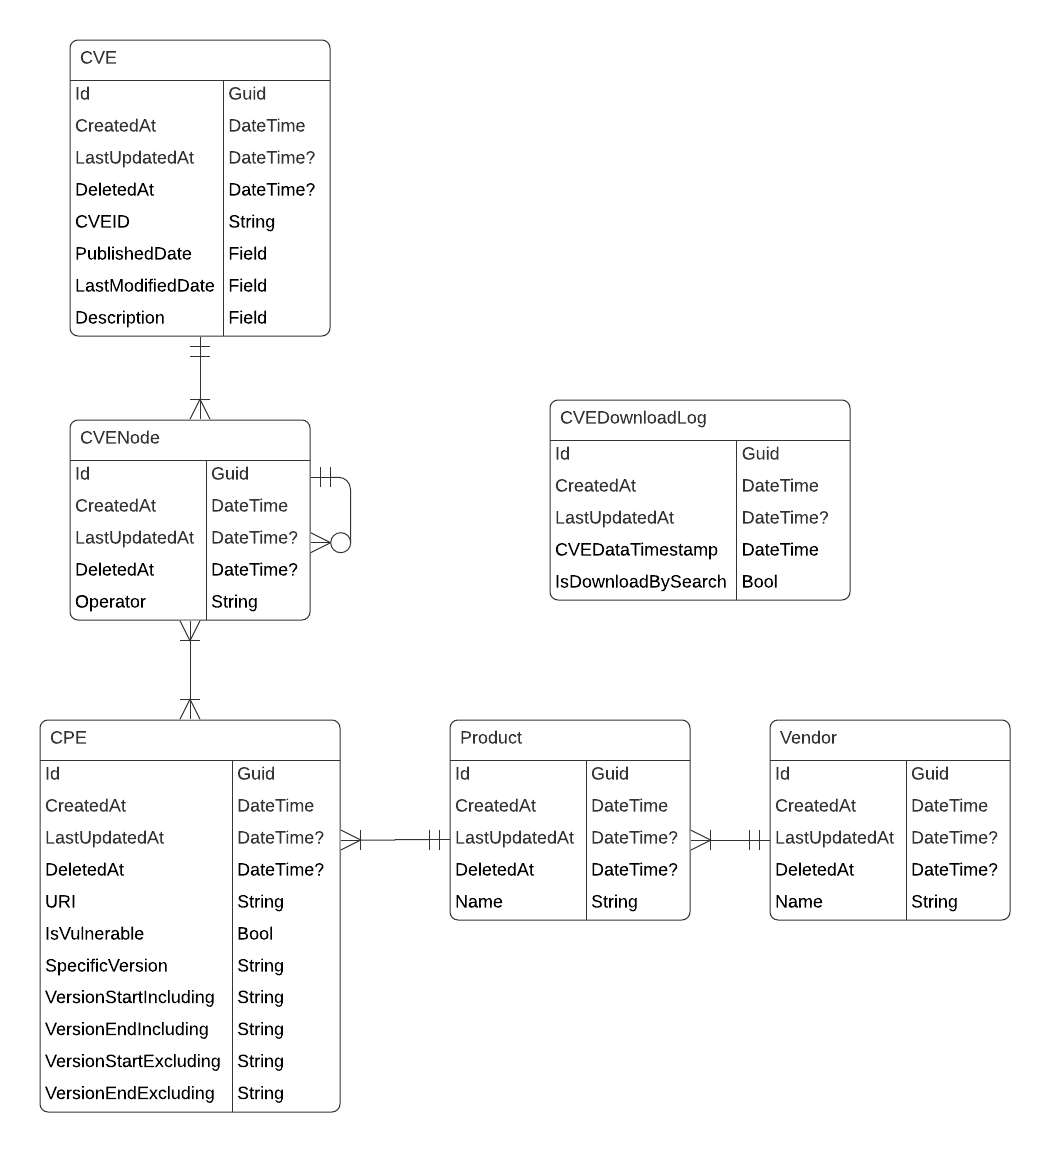 CVE
Id Guid
CreatedAt DateTime
LastUpdatedAt DateTime?
DeletedAt DateTime?
CVEID String
PublishedDate Field
LastModifiedDate Field
Description Field
CVENode
Id Guid
CreatedAt DateTime
LastUpdatedAt DateTime?
DeletedAt DateTime?
Operator String
CVEDownloadLog
Id Guid
CreatedAt DateTime
LastUpdatedAt DateTime?
CVEDataTimestamp DateTime
IsDownloadBySearch Bool
CPE
Id Guid
CreatedAt DateTime
LastUpdatedAt DateTime?
DeletedAt DateTime?
URI String
IsVulnerable Bool
SpecificVersion String
VersionStartIncluding String
VersionEndIncluding String
VersionStartExcluding String
VersionEndExcluding String
Product
Id Guid
CreatedAt DateTime
LastUpdatedAt DateTime?
DeletedAt DateTime?
Name String
Vendor
Id Guid
CreatedAt DateTime
LastUpdatedAt DateTime?
DeletedAt DateTime?
Name String